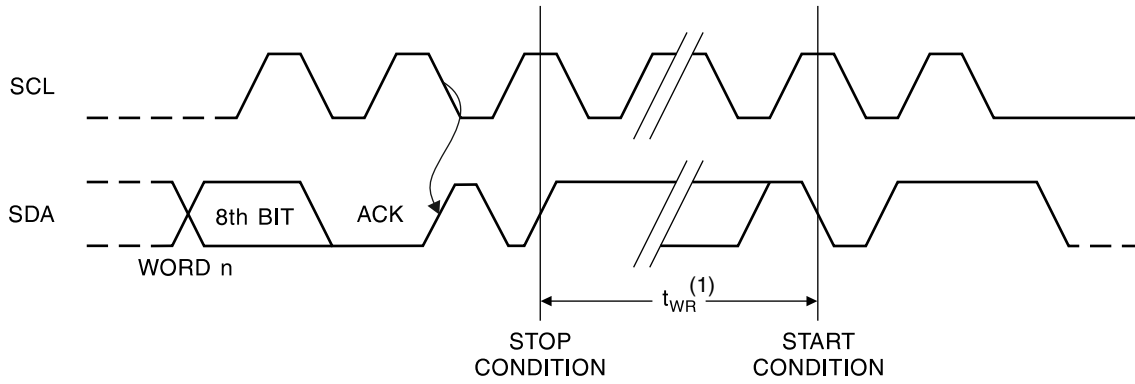 SCL
SDA
8th BIT
ACK
WORD n
tWR(1)
STOP
CONDITION
START
CONDITION